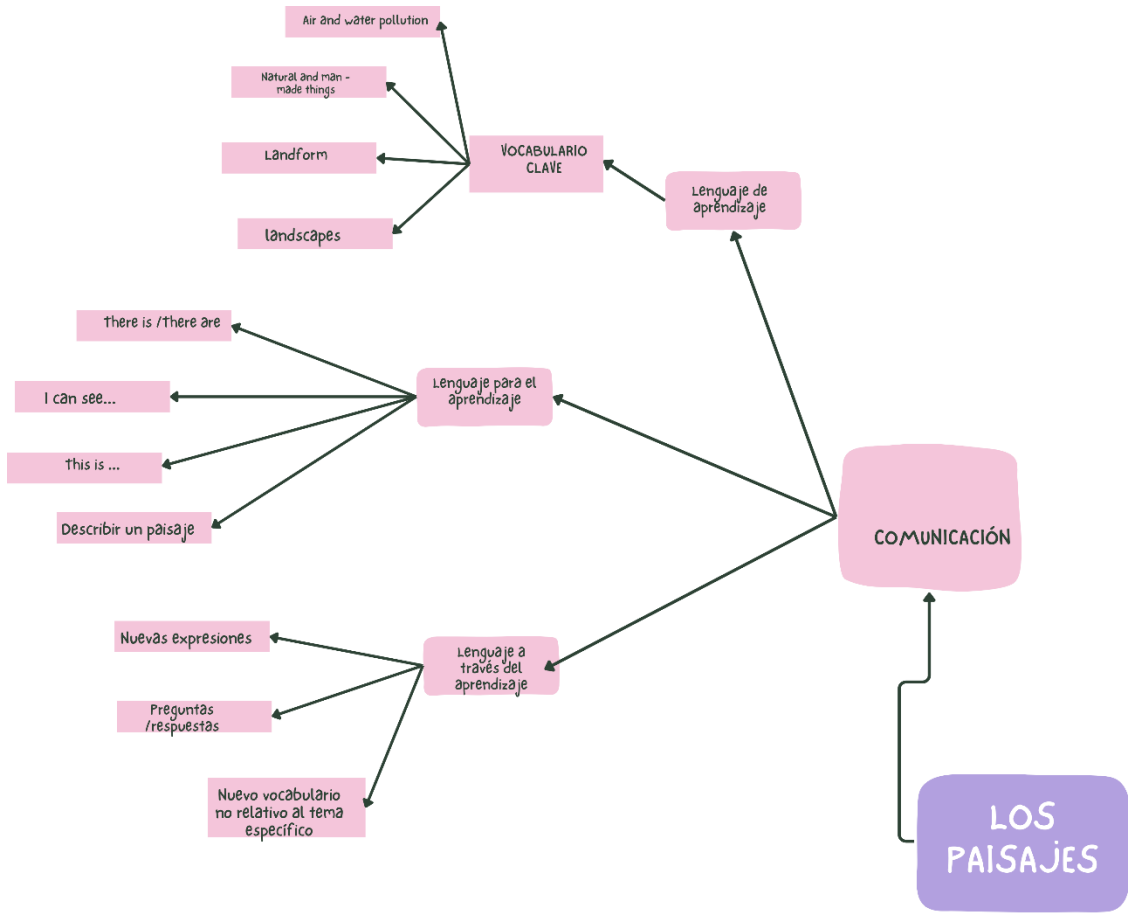 Air and water pollution
Natural and man -
made things
Landform
landscapes
VOCABULARIO
CLAVE
Lenguaje de
aprendizaje
There is /There are
I can see...
This is ...
Describir un paisaje
Lenguaje para el
aprendizaje
COMUNICACIÓN
Nuevas expresiones
Preguntas
/respuestas
Nuevo vocabulario
no relativo al tema
específico
Lenguaje a
través del
aprendizaje
LOS
PAISAJES